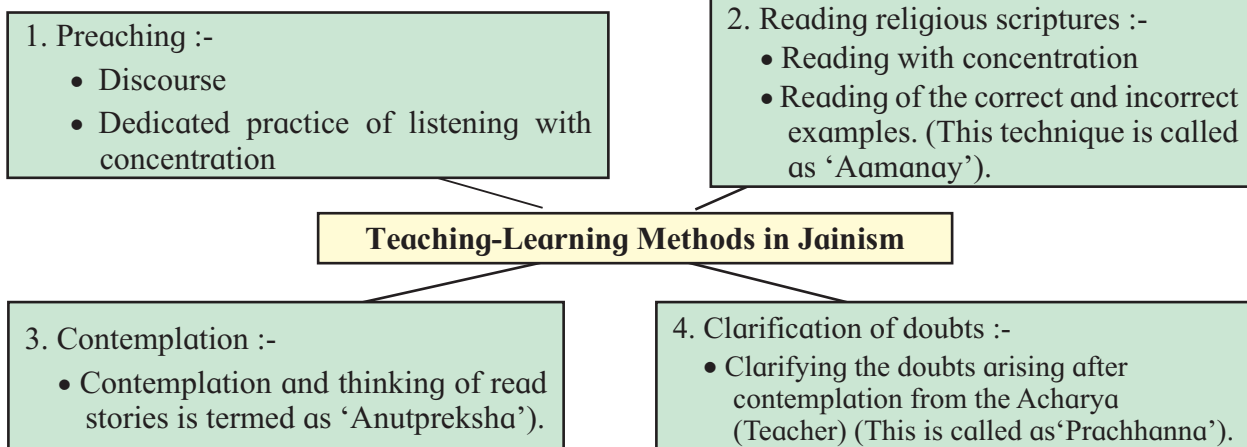 1. Preaching :-
• Discourse
• Dedicated practice of listening with
concentration
2. Reading religious scriptures :-
• Reading with concentration
• Reading of the correct and incorrect
examples. (This technique is called
as ‘Aamanay’).
Teaching-Learning Methods in Jainism
3. Contemplation :-
• Contemplation and thinking of read
stories is termed as ‘Anutpreksha’).
4. Clarification of doubts :-
• Clarifying the doubts arising after
contemplation from the Acharya
(Teacher) (This is called as‘Prachhanna’).